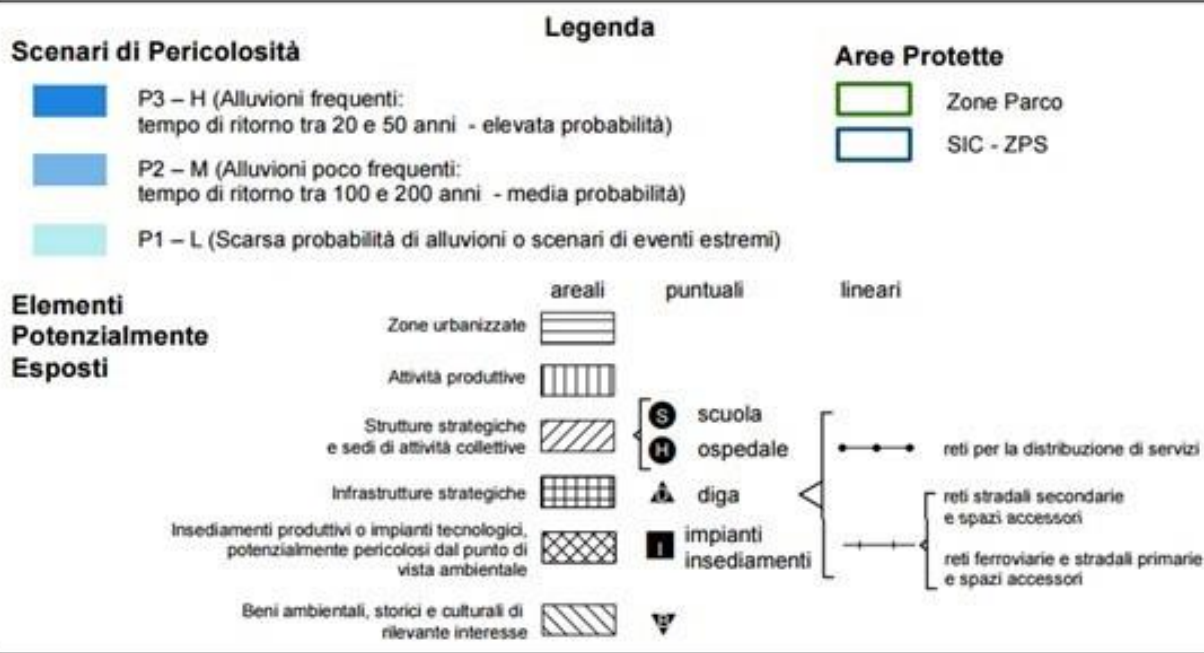 Legenda
Scenari di Pericolosità
P3 – H (Alluvioni frequenti:
tempo di ritorno tra 20 e 50 anni - elevata probabilità)
P2 – M (Alluvioni poco frequenti:
tempo di ritorno tra 100 e 200 anni - media probabilità)
P1 – L (Scarsa probabilità di alluvioni o scenari di eventi estremi)
Aree Protette
Zone Parco
SIC - ZPS
Elementi
Potenzialmente
Esposti
areali
puntuali
lineari
Zone urbanizzate
Attività produttive
Strutture strategiche
e sedi di attività collettive
Infrastrutture strategiche
Insediamenti produttivi o impianti tecnologici,
potenzialmente pericolosi dal punto di
vista ambientale
Beni ambientali, storici e culturali di
rilevante interesse
S scuola
H ospedale
diga
I impianti
insediamenti
reti per la distribuzione di servizi
reti stradali secondarie
e spazi accessori
reti ferroviarie e stradali primarie
e spazi accessori